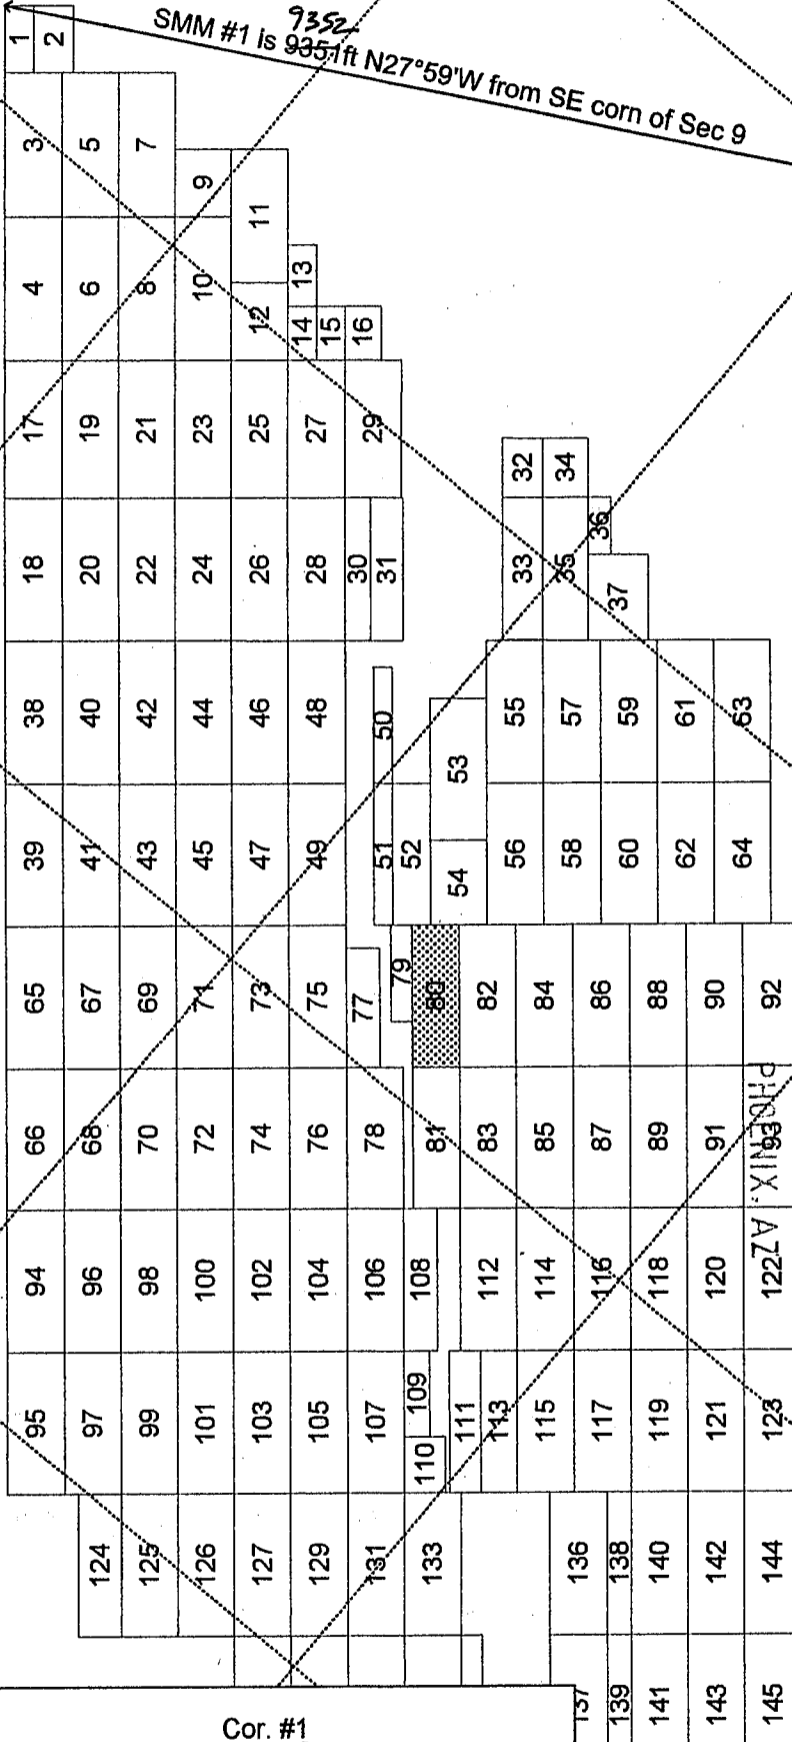 9352
SMM #1 is 9351ft N27°59'W from SE corn of Sec 9
1 2
3 5 7
9 11
4 6 8 10 12 13
14 15 16
17 19 21 23 25 27 29
32 34
18 20 22 24 26 28 30 31 33 35 36
37
38 40 42 44 46 48 50 53 55 57 59 61 63
39 41 43 45 47 49 51 52 54 56 58 60 62 64
65 67 69 71 73 75 77 79 80 82 84 86 88 90 92
66 68 70 72 74 76 78 81 83 85 87 89 91 93
PHOENIX, AZ
94 96 98 100 102 104 106 108 112 114 116 118 120 122
95 97 99 101 103 105 107 109 111 113 115 117 119 121 123
110
124 125 126 127 129 131 133 136 138 140 142 144
137 139 141 143 145
Cor. #1